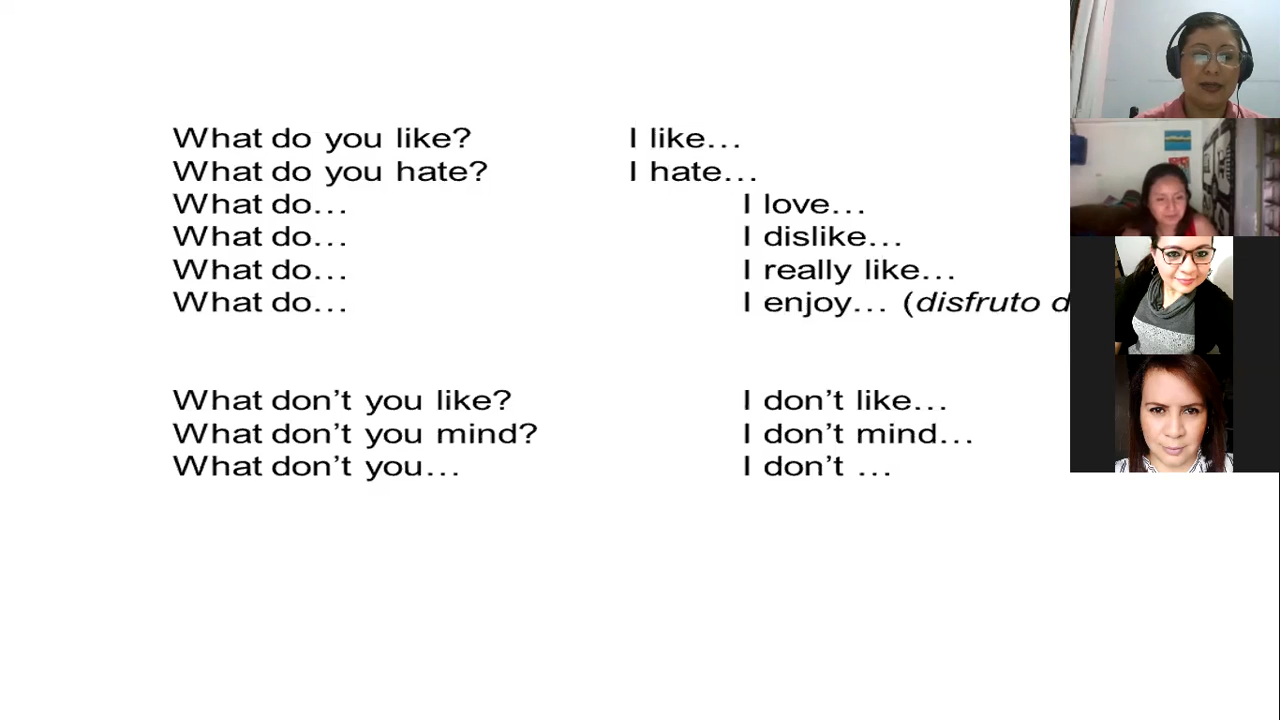 What do you like? I like…
What do you hate? I hate…
What do… I love…
What do… I dislike…
What do… I really like…
What do… I enjoy… (disfruto d
What don’t you like? I don’t like…
What don’t you mind? I don’t mind…
What don’t you… I don’t …